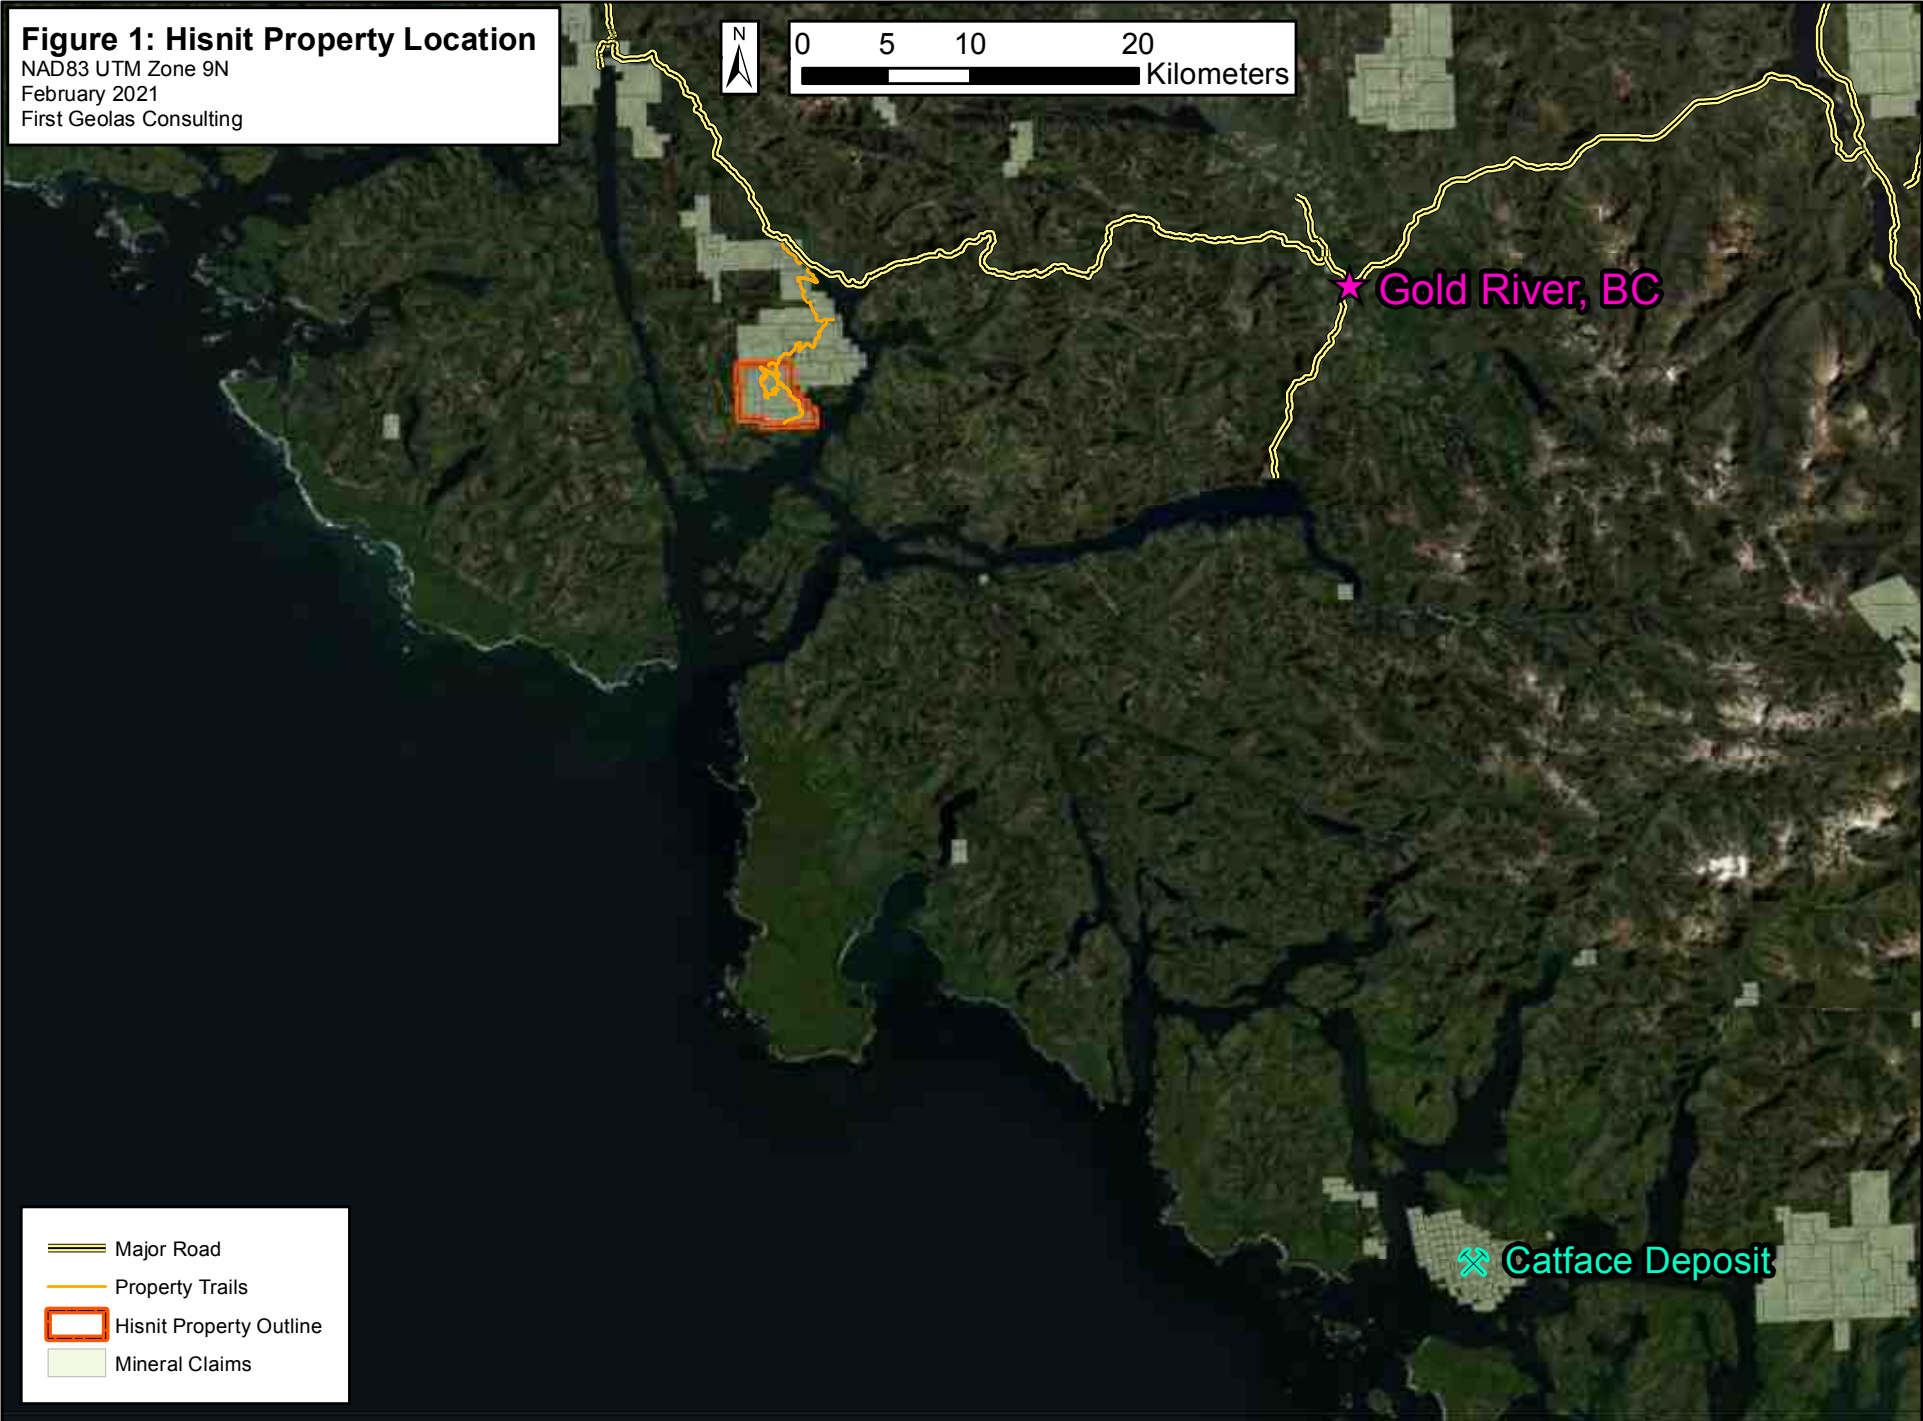 Figure 1: Hisnit Property Location
NAD83 UTM Zone 9N
February 2021
First Geolas Consulting
N
0 5 10 20
Kilometers
Gold River, BC
Catface Deposit
Major Road
Property Trails
Hisnit Property Outline
Mineral Claims